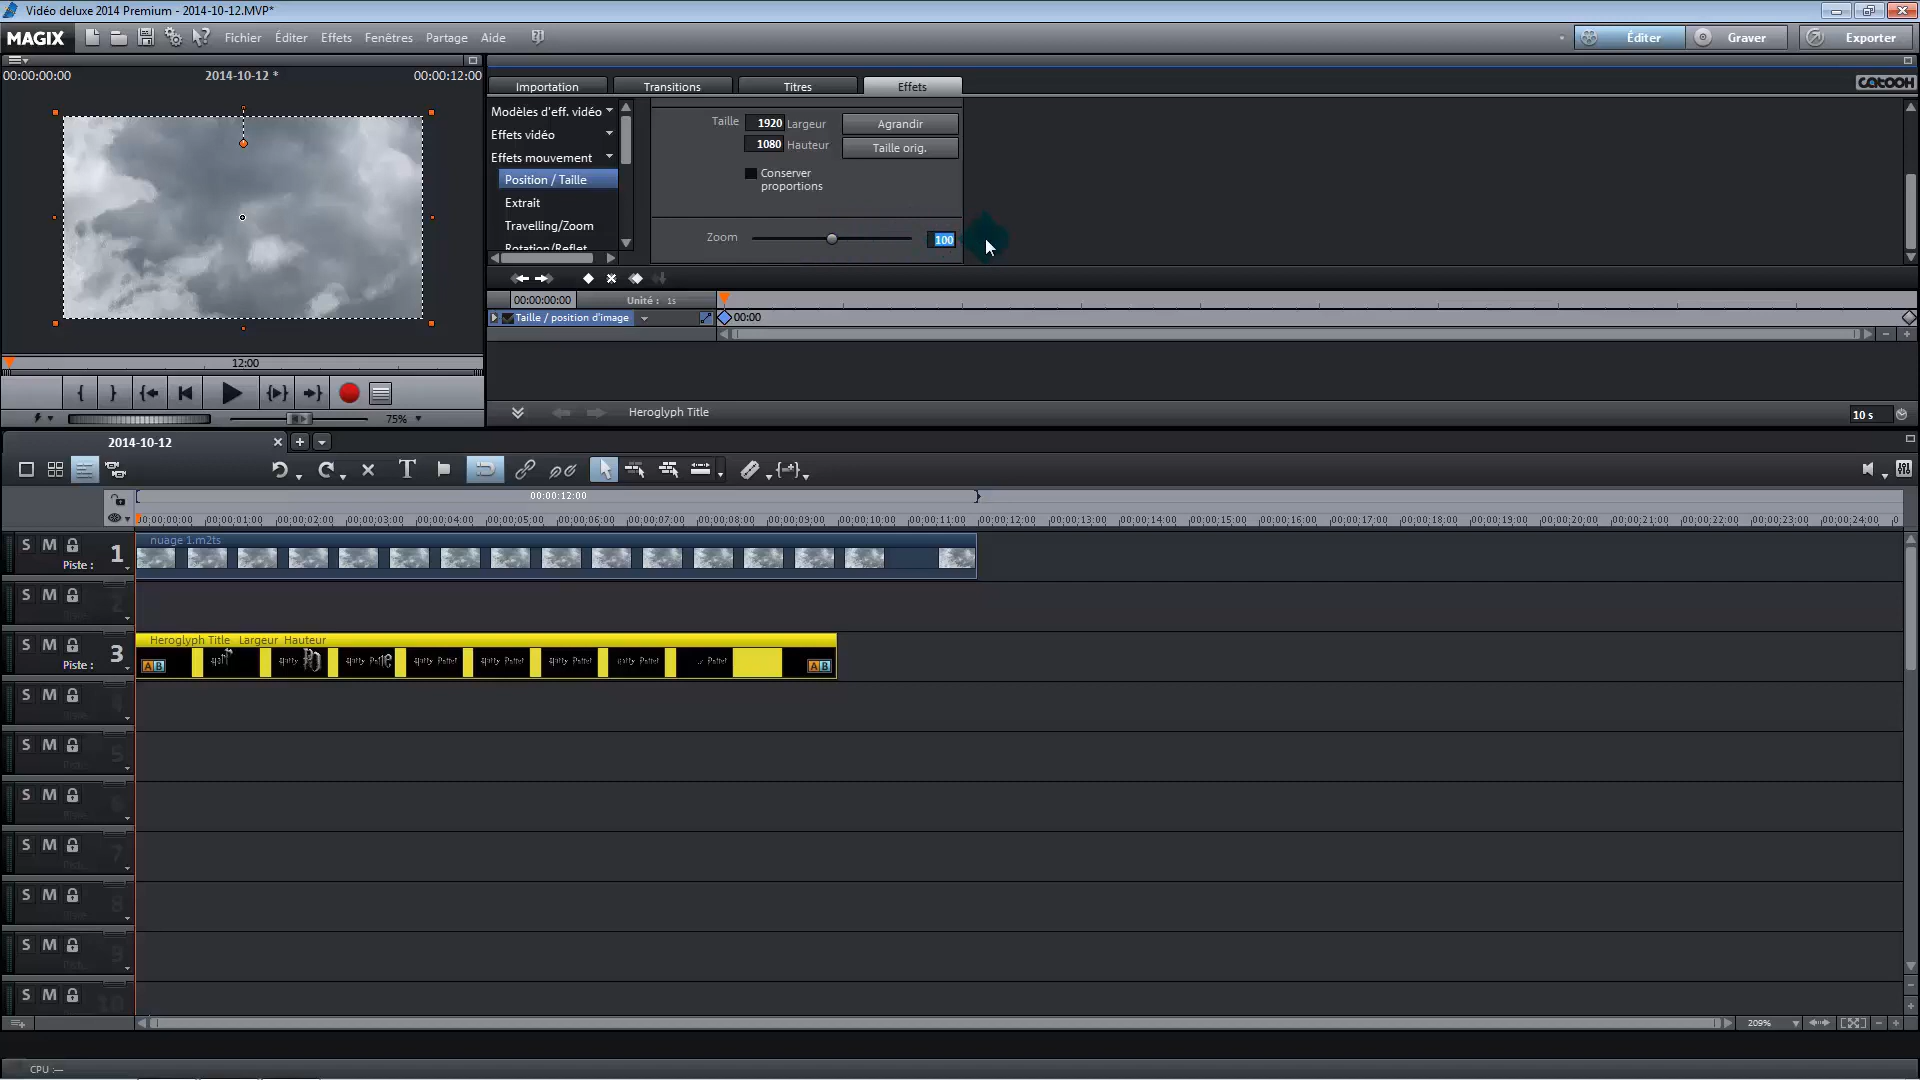 Vidéo deluxe 2014 Premium - 2014-10-12.MVP*
MAGIX Fichier Éditer Effets Fenêtres Partage Aide Éditer Graver Exporter
00:00:00:00 2014-10-12 * 00:00:12:00
Importation Transitions Titres Effets CATOOH
Modèles d'eff. vidéo
Effets vidéo
Effets mouvement
Position / Taille
Extrait
Travelling/Zoom
Rotation/Reflet
Taille 1920 Largeur Agrandir
1080 Hauteur Taille orig.
Conserver
proportions
Zoom 100
00:00:00:00 Unité : 1s
Taille / position d'image 00:00
12:00
75%
Heroglyph Title 10 s
2014-10-12
00:00:12:00
00:00:00:00 00:00:01:00 00:00:02:00 00:00:03:00 00:00:04:00 00:00:05:00 00:00:06:00 00:00:07:00 00:00:08:00 00:00:09:00 00:00:10:00 00:00:11:00 00:00:12:00 00:00:13:00 00:00:14:00 00:00:15:00 00:00:16:00 00:00:17:00 00:00:18:00 00:00:19:00 00:00:20:00 00:00:21:00 00:00:22:00 00:00:23:00 00:00:24:00 0
S M 1 nuage 1.m2ts
Piste :
S M 2
S M 3 Heroglyph Title Largeur Hauteur
Piste : AB AB
S M
S M 5
S M 6
S M 7
S M 8
S M 9
S M 10
209%
CPU :—